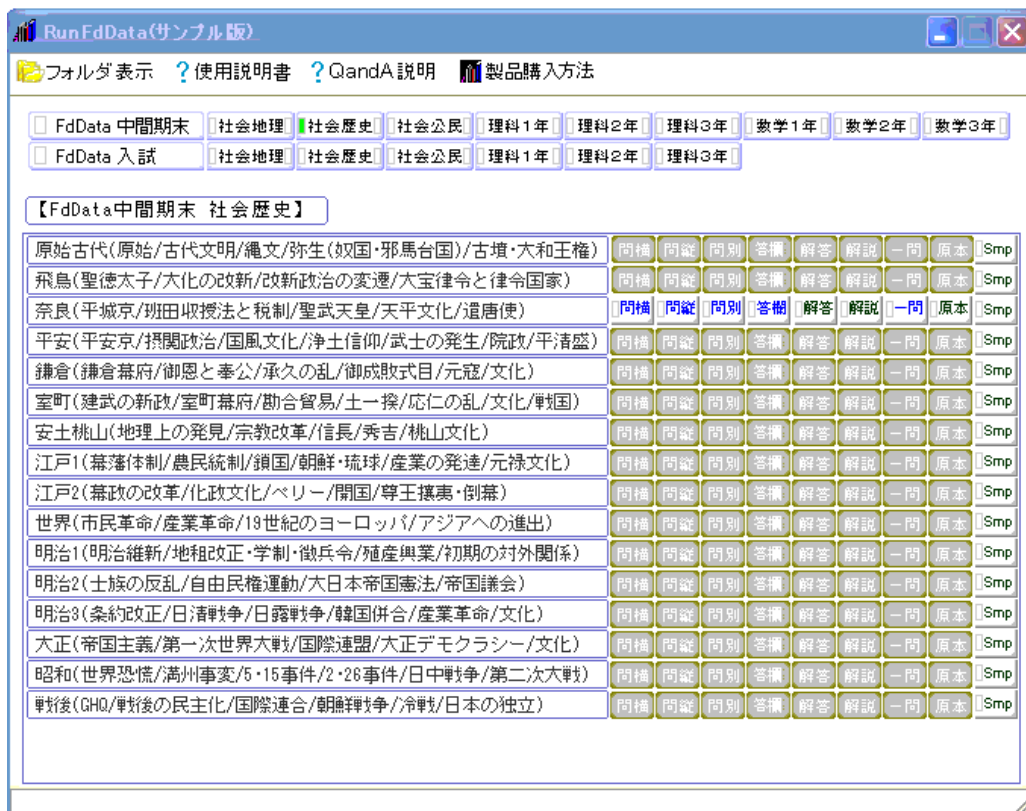 RunFdData(サンプル版)
フォルダ表示 ?使用説明書 ?QandA説明 製品購入方法
FdData 中間期末 社会地理 社会歴史 社会公民 理科1年 理科2年 理科3年 数学1年 数学2年 数学3年
FdData 入試 社会地理 社会歴史 社会公民 理科1年 理科2年 理科3年
【FdData中間期末 社会歴史】
原始古代(原始/古代文明/縄文/弥生(奴国・邪馬台国)/古墳・大和王権) 問横 問縦 問別 答欄 解答 解説 一問 原本 Smp
飛鳥(聖徳太子/大化の改新/改新政治の変遷/大宝律令と律令国家) 問横 問縦 問別 答欄 解答 解説 一問 原本 Smp
奈良(平城京/班田収授法と税制/聖武天皇/天平文化/遣唐使) 問横 問縦 問別 答欄 解答 解説 一問 原本 Smp
平安(平安京/摂関政治/国風文化/浄土信仰/武士の発生/院政/平清盛) 問横 問縦 問別 答欄 解答 解説 一問 原本 Smp
鎌倉(鎌倉幕府/御恩と奉公/承久の乱/御成敗式目/元寇/文化) 問横 問縦 問別 答欄 解答 解説 一問 原本 Smp
室町(建武の新政/室町幕府/勘合貿易/土一揆/応仁の乱/文化/戦国) 問横 問縦 問別 答欄 解答 解説 一問 原本 Smp
安土桃山(地理上の発見/宗教改革/信長/秀吉/桃山文化) 問横 問縦 問別 答欄 解答 解説 一問 原本 Smp
江戸1(幕藩体制/農民統制/鎖国/朝鮮・琉球/産業の発達/元禄文化) 問横 問縦 問別 答欄 解答 解説 一問 原本 Smp
江戸2(幕政の改革/化政文化/ペリー/開国/尊王攘夷・倒幕) 問横 問縦 問別 答欄 解答 解説 一問 原本 Smp
世界(市民革命/産業革命/19世紀のヨーロッパ/アジアへの進出) 問横 問縦 問別 答欄 解答 解説 一問 原本 Smp
明治1(明治維新/地租改正・学制・徴兵令/殖産興業/初期の対外関係) 問横 問縦 問別 答欄 解答 解説 一問 原本 Smp
明治2(士族の反乱/自由民権運動/大日本帝国憲法/帝国議会) 問横 問縦 問別 答欄 解答 解説 一問 原本 Smp
明治3(条約改正/日清戦争/日露戦争/韓国併合/産業革命/文化) 問横 問縦 問別 答欄 解答 解説 一問 原本 Smp
大正(帝国主義/第一次世界大戦/国際連盟/大正デモクラシー/文化) 問横 問縦 問別 答欄 解答 解説 一問 原本 Smp
昭和(世界恐慌/満州事変/5・15事件/2・26事件/日中戦争/第二次大戦) 問横 問縦 問別 答欄 解答 解説 一問 原本 Smp
戦後(GHQ/戦後の民主化/国際連合/朝鮮戦争/冷戦/日本の独立) 問横 問縦 問別 答欄 解答 解説 一問 原本 Smp